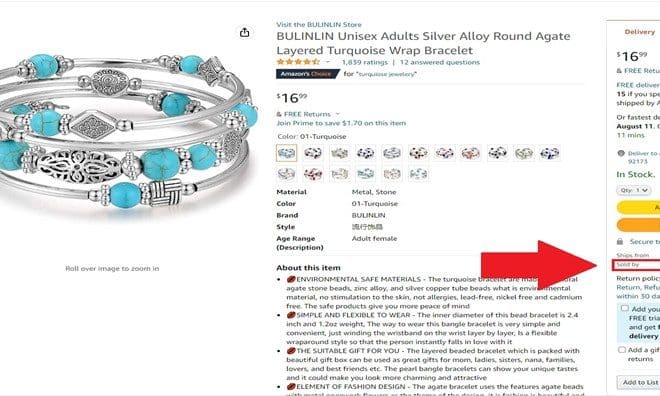 Visit the BULINLIN Store
BULINLIN Unisex Adults Silver Alloy Round Agate
Layered Turquoise Wrap Bracelet
1,839 ratings | 12 answered questions
Amazon's Choice for "turquoise jewelry"
$16⁹⁹
& FREE Returns
Join Prime to save $1.70 on this item
Color: 01-Turquoise
Material Metal, Stone
Color 01-Turquoise
Brand BULINLIN
Style 流行饰品
Age Range (Description) Adult female
About this item
ENVIRONMENTAL SAFE MATERIALS - The turquoise bracelet are
agate stone beads, zinc alloy, and silver copper tube beads what is
material, no stimulation to the skin, not allergies, lead-free, nickel free and cadmium
free. The safe products give you more peace of mind
SIMPLE AND FLEXIBLE TO WEAR - The inner diameter of this bead bracelet is 2.4
inch and 1.2oz weight, The way to wear this bangle bracelet is very simple and
convenient, just winding the wristband on the wrist layer by layer, Is a flexible
wraparound style so that the person instantly falls in love with it
THE SUITABLE GIFT FOR YOU - The layered beaded bracelet which is packed with
beautiful gift box can be used as great gifts for mom, ladies, sisters, nana, families,
lovers, and best friends etc. The pearl bangle bracelets can show your unique tastes
and it could make you look more charming and attractive
ELEMENT OF FASHION DESIGN - The agate bracelet uses the features agate beads
Roll over image to zoom in
Delivery
$16⁹⁹
& FREE Retu
FREE deliver
15 if you spe
shipped by A
Or fastest de
August 11. O
11 mins
Deliver to
92173
In Stock.
Qty: 1
Secure t
Ships from
Sold by
Return polic
Return, Refu
within 30 da
Add you
FREE tria
and get f
delivery
Add a gif
returns
Add to List